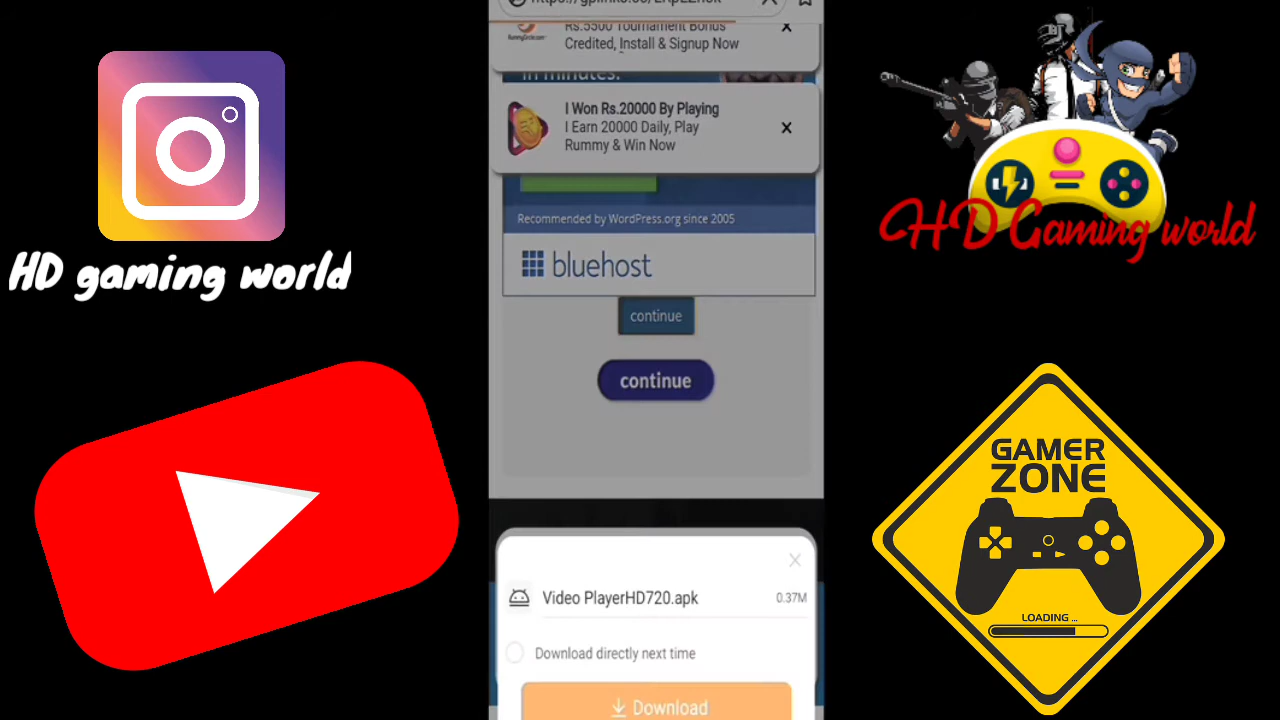 Rs.5500 Tournament Bonus
Credited, Install & Signup Now
in minutes.
I Won Rs.20000 By Playing
I Earn 20000 Daily, Play
Rummy & Win Now
Recommended by WordPress.org since 2005
bluehost
continue
continue
Video PlayerHD720.apk
0.37M
Download directly next time
Download
HD gaming world
HD Gaming world
GAMER
ZONE
LOADING ...